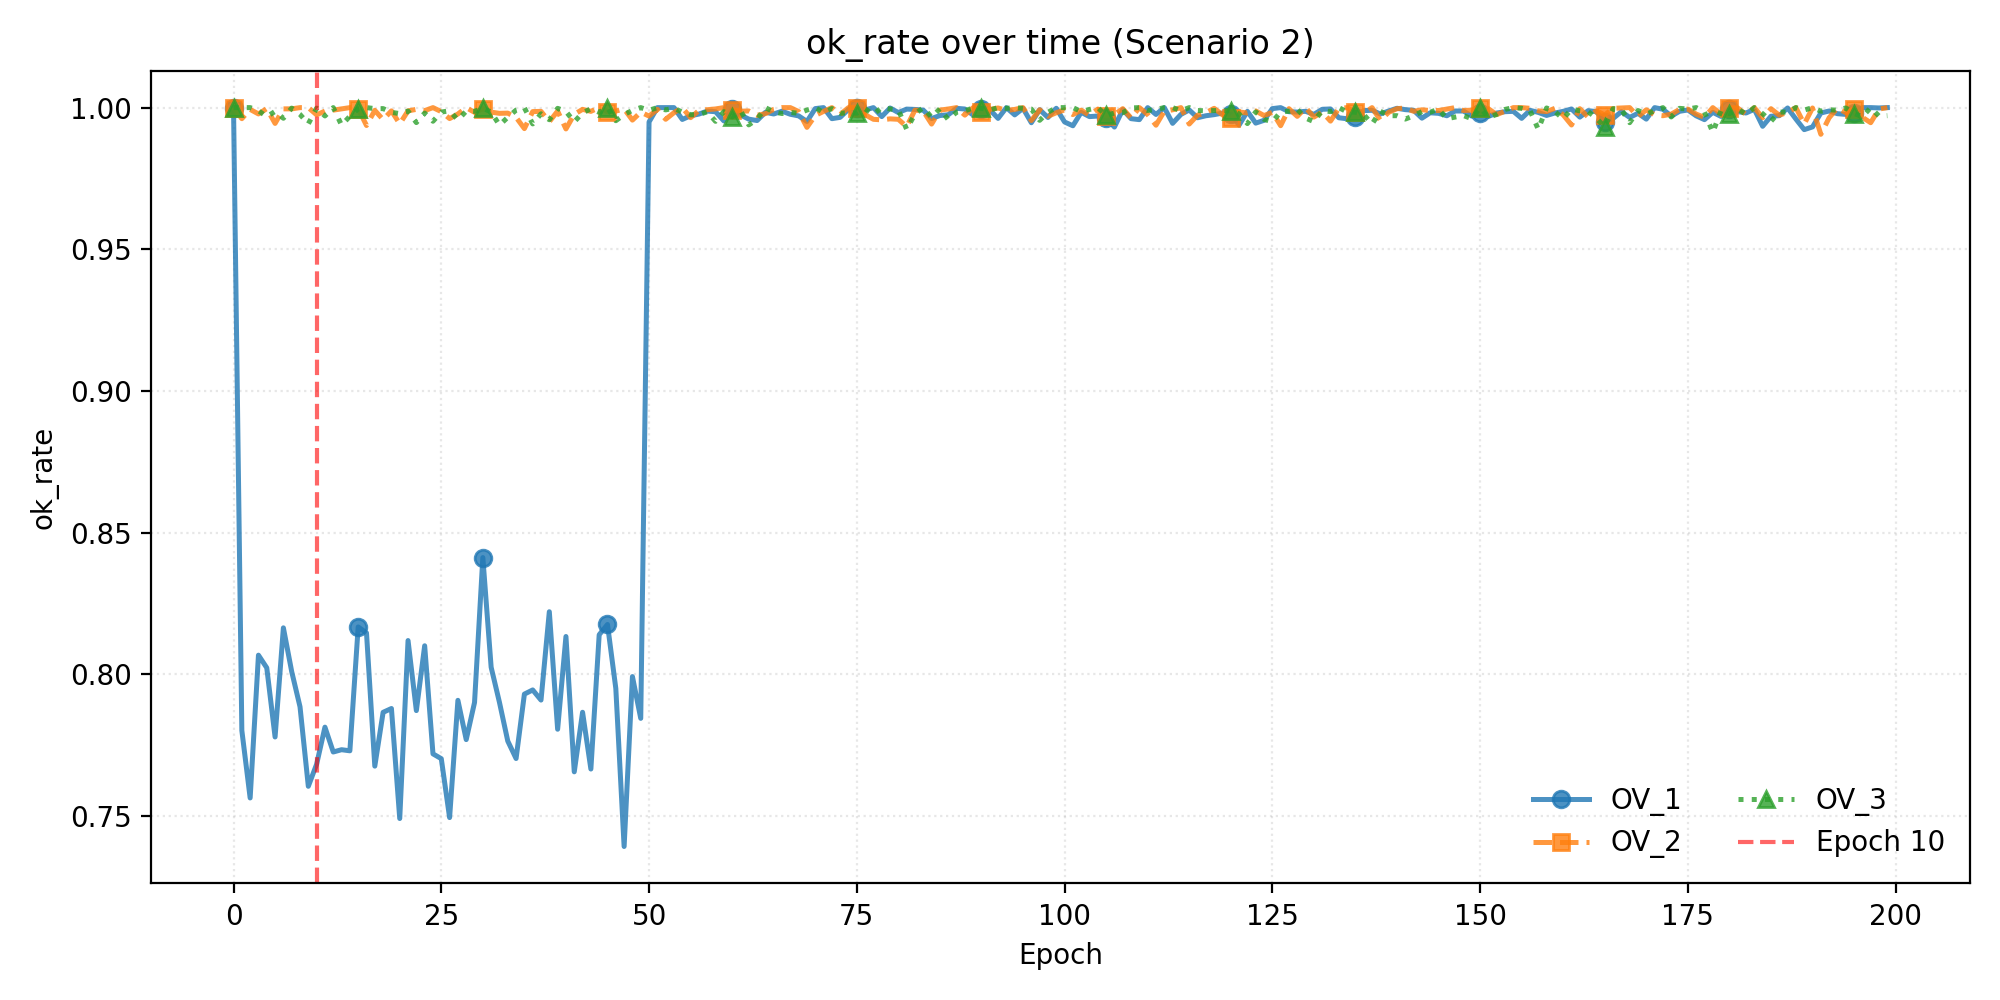 ok_rate over time (Scenario 2)
1.00
0.95
0.90
0.85
0.80
0.75
ok_rate
0 25 50 75 100 125 150 175 200
Epoch
OV_1 OV_3
OV_2 Epoch 10